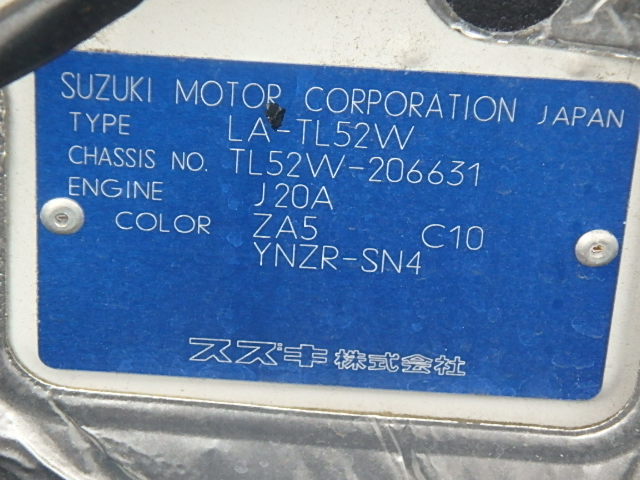 SUZUKI MOTOR CORPORATION JAPAN
TYPE LA-TL52W
CHASSIS NO. TL52W-206631
ENGINE J20A
COLOR ZA5 C10
YNZR-SN4
スズキ株式会社